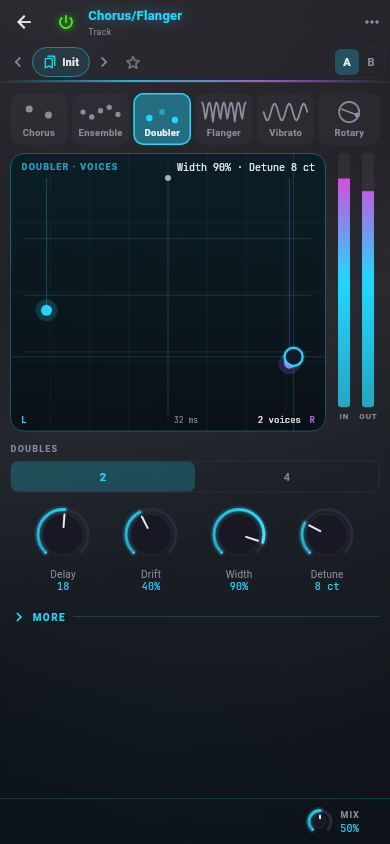 Chorus/Flanger
Track
Init
A B
Chorus Ensemble Doubler Flanger Vibrato Rotary
DOUBLER · VOICES Width 90% · Detune 8 ct
L 32 ms 2 voices R
IN OUT
DOUBLES
2 4
Delay Drift Width Detune
18 40% 90% 8 ct
MORE
MIX
50%